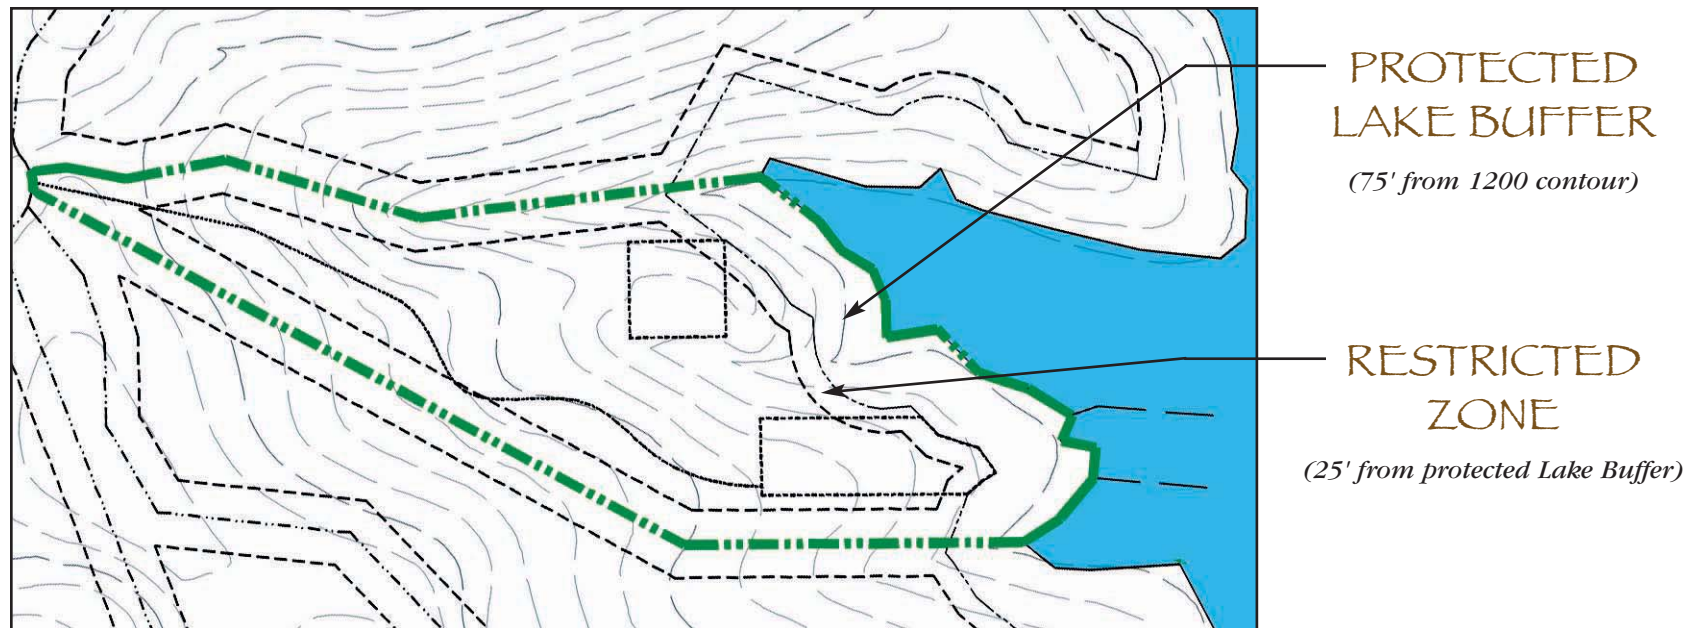 PROTECTED
LAKE BUFFER
(75' from 1200 contour)
RESTRICTED
ZONE
(25' from protected Lake Buffer)